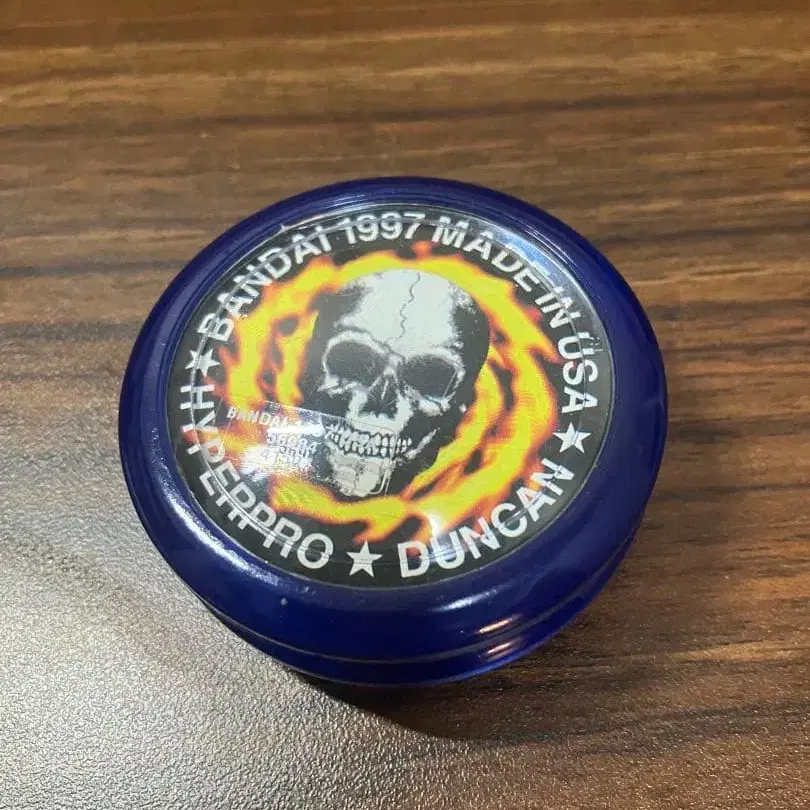 ★ BANDAI 1997 MADE IN USA ★
DUNCAN ★
HYPERPRO
BANDAI